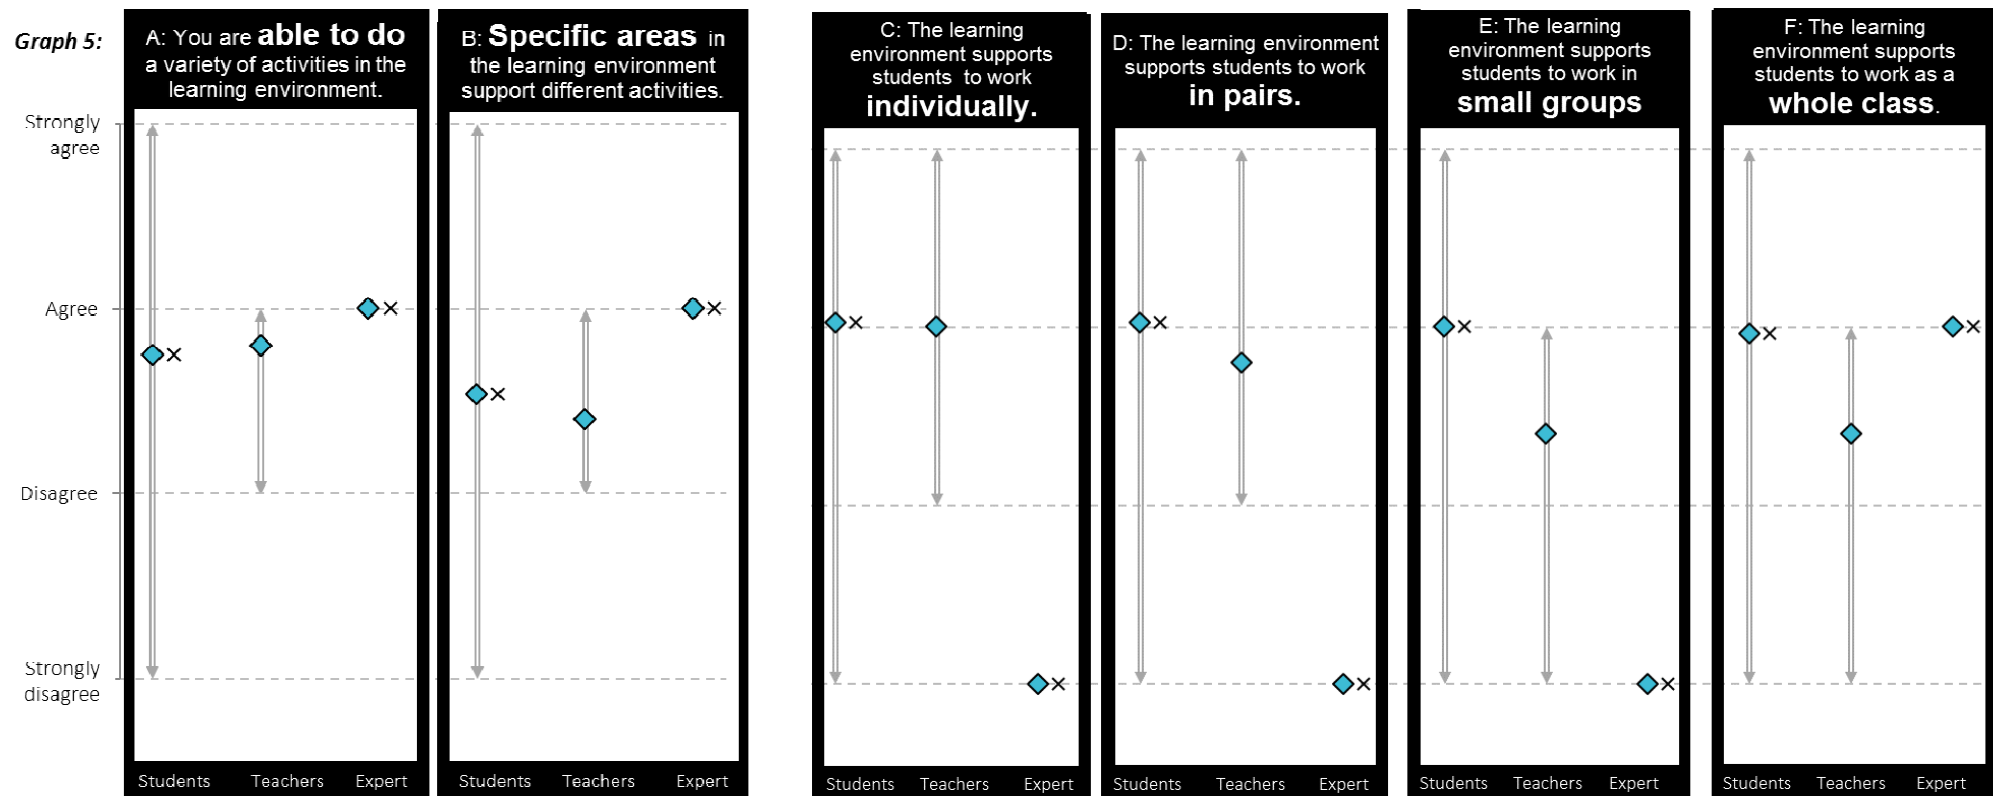 Graph 5:
A: You are able to do
a variety of activities in the
learning environment.
B: Specific areas in
the learning environment
support different activities.
C: The learning
environment supports
students to work
individually.
D: The learning environment
supports students to work
in pairs.
E: The learning
environment supports
students to work in
small groups
F: The learning
environment supports
students to work as a
whole class.
Strongly
agree
Agree
Disagree
Strongly
disagree
Students Teachers Expert
Students Teachers Expert
Students Teachers Expert
Students Teachers Expert
Students Teachers Expert
Students Teachers Expert